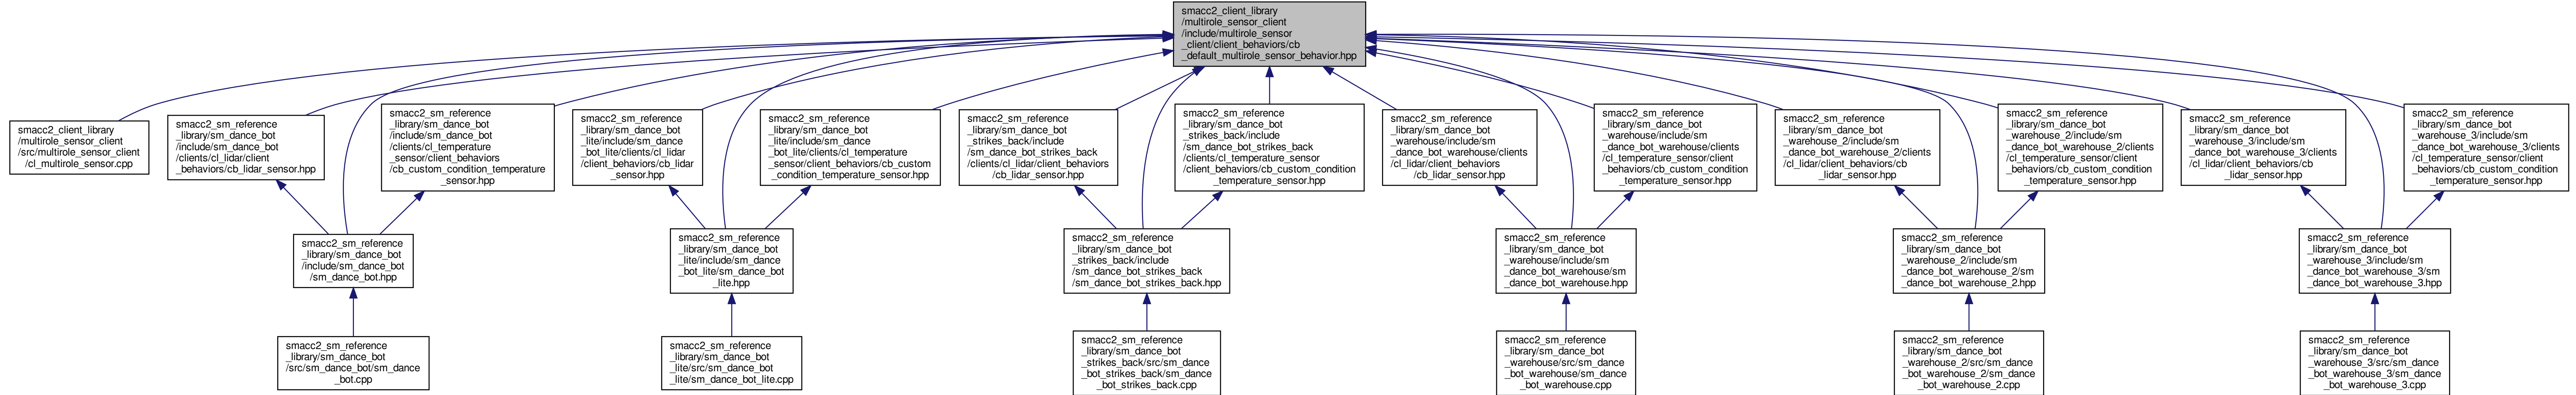 smacc2_client_library
/multirole_sensor_client
/include/multirole_sensor
_client/client_behaviors/cb
_default_multirole_sensor_behavior.hpp
smacc2_client_library
/multirole_sensor_client
/src/multirole_sensor_client
/cl_multirole_sensor.cpp
smacc2_sm_reference
_library/sm_dance_bot
/include/sm_dance_bot
/clients/cl_lidar/client
_behaviors/cb_lidar_sensor.hpp
smacc2_sm_reference
_library/sm_dance_bot
/include/sm_dance_bot
/clients/cl_temperature
_sensor/client_behaviors
/cb_custom_condition_temperature
_sensor.hpp
smacc2_sm_reference
_library/sm_dance_bot
_lite/include/sm_dance
_bot_lite/clients/cl_lidar
/client_behaviors/cb_lidar
_sensor.hpp
smacc2_sm_reference
_library/sm_dance_bot
_lite/include/sm_dance
_bot_lite/clients/cl_temperature
_sensor/client_behaviors/cb_custom
_condition_temperature_sensor.hpp
smacc2_sm_reference
_library/sm_dance_bot
_strikes_back/include
/sm_dance_bot_strikes_back
/clients/cl_lidar/client_behaviors
/cb_lidar_sensor.hpp
smacc2_sm_reference
_library/sm_dance_bot
_strikes_back/include
/sm_dance_bot_strikes_back
/clients/cl_temperature_sensor
/client_behaviors/cb_custom_condition
_temperature_sensor.hpp
smacc2_sm_reference
_library/sm_dance_bot
_warehouse/include/sm
_dance_bot_warehouse/clients
/cl_lidar/client_behaviors
/cb_lidar_sensor.hpp
smacc2_sm_reference
_library/sm_dance_bot
_warehouse/include/sm
_dance_bot_warehouse/clients
/cl_temperature_sensor/client
_behaviors/cb_custom_condition
_temperature_sensor.hpp
smacc2_sm_reference
_library/sm_dance_bot
_warehouse_2/include/sm
_dance_bot_warehouse_2/clients
/cl_lidar/client_behaviors/cb
_lidar_sensor.hpp
smacc2_sm_reference
_library/sm_dance_bot
_warehouse_2/include/sm
_dance_bot_warehouse_2/clients
/cl_temperature_sensor/client
_behaviors/cb_custom_condition
_temperature_sensor.hpp
smacc2_sm_reference
_library/sm_dance_bot
_warehouse_3/include/sm
_dance_bot_warehouse_3/clients
/cl_lidar/client_behaviors/cb
_lidar_sensor.hpp
smacc2_sm_reference
_library/sm_dance_bot
_warehouse_3/include/sm
_dance_bot_warehouse_3/clients
/cl_temperature_sensor/client
_behaviors/cb_custom_condition
_temperature_sensor.hpp
smacc2_sm_reference
_library/sm_dance_bot
/include/sm_dance_bot
/sm_dance_bot.hpp
smacc2_sm_reference
_library/sm_dance_bot
_lite/include/sm_dance
_bot_lite/sm_dance_bot
_lite.hpp
smacc2_sm_reference
_library/sm_dance_bot
_strikes_back/include
/sm_dance_bot_strikes_back
/sm_dance_bot_strikes_back.hpp
smacc2_sm_reference
_library/sm_dance_bot
_warehouse/include/sm
_dance_bot_warehouse/sm
_dance_bot_warehouse.hpp
smacc2_sm_reference
_library/sm_dance_bot
_warehouse_2/include/sm
_dance_bot_warehouse_2/sm
_dance_bot_warehouse_2.hpp
smacc2_sm_reference
_library/sm_dance_bot
_warehouse_3/include/sm
_dance_bot_warehouse_3/sm
_dance_bot_warehouse_3.hpp
smacc2_sm_reference
_library/sm_dance_bot
/src/sm_dance_bot/sm_dance
_bot.cpp
smacc2_sm_reference
_library/sm_dance_bot
_lite/src/sm_dance_bot
_lite/sm_dance_bot_lite.cpp
smacc2_sm_reference
_library/sm_dance_bot
_strikes_back/src/sm_dance
_bot_strikes_back/sm_dance
_bot_strikes_back.cpp
smacc2_sm_reference
_library/sm_dance_bot
_warehouse/src/sm_dance
_bot_warehouse/sm_dance
_bot_warehouse.cpp
smacc2_sm_reference
_library/sm_dance_bot
_warehouse_2/src/sm_dance
_bot_warehouse_2/sm_dance
_bot_warehouse_2.cpp
smacc2_sm_reference
_library/sm_dance_bot
_warehouse_3/src/sm_dance
_bot_warehouse_3/sm_dance
_bot_warehouse_3.cpp